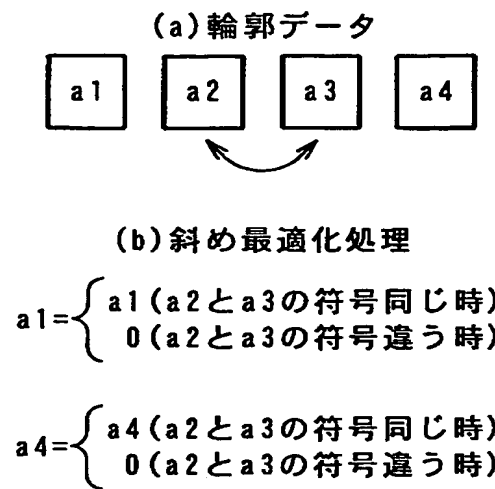 (a)輪郭データ
a1 a2 a3 a4
(b)斜め最適化処理
a1={a1(a2とa3の符号同じ時)
0(a2とa3の符号違う時)
a4={a4(a2とa3の符号同じ時)
0(a2とa3の符号違う時)